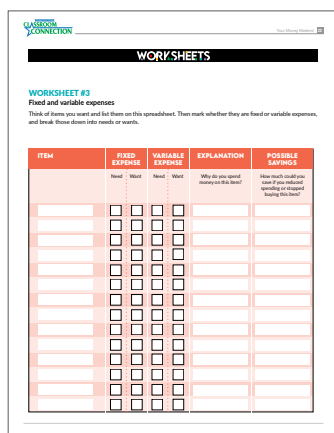 CLASSROOM
CONNECTION
Your Money Matters!
WORKSHEETS
WORKSHEET #3
Fixed and variable expenses
Think of items you want and list them on this spreadsheet. Then mark whether they are fixed or variable expenses,
and break those down into needs or wants.
ITEM
FIXED
EXPENSE
VARIABLE
EXPENSE
EXPLANATION
POSSIBLE
SAVINGS
Need Want
Need Want
Why do you spend
money on this item?
How much could you
save if you reduced
spending or stopped
buying this item?